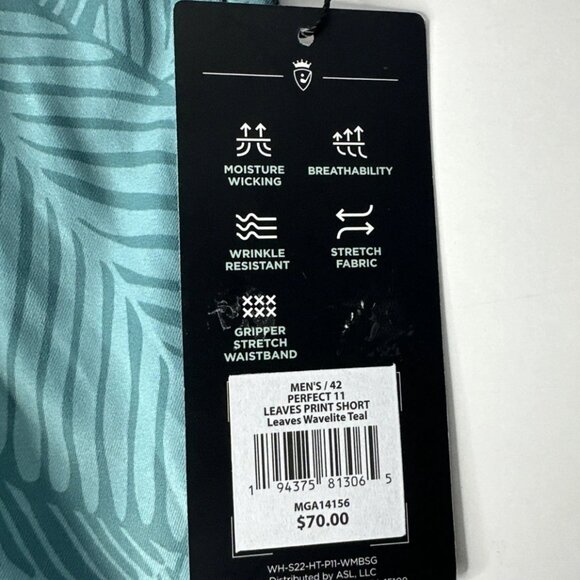 MOISTURE
WICKING
BREATHABILITY
WRINKLE
RESISTANT
STRETCH
FABRIC
GRIPPER
STRETCH
WAISTBAND
MEN'S / 42
PERFECT 11
LEAVES PRINT SHORT
Leaves Wavelite Teal
1 94375 81306 5
MGA14156
$70.00
WH-S22-HT-P11-WMBSG
Distributed by ASL, LLC